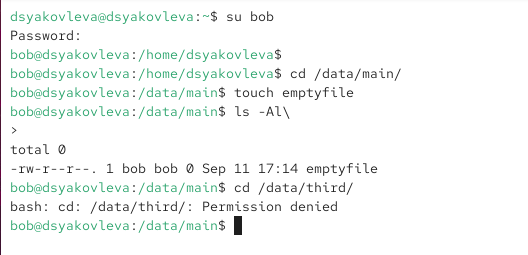 dsyakovleva@dsyakovleva:~$ su bob
Password:
bob@dsyakovleva:/home/dsyakovleva$
bob@dsyakovleva:/home/dsyakovleva$ cd /data/main/
bob@dsyakovleva:/data/main$ touch emptyfile
bob@dsyakovleva:/data/main$ ls -Al\
>
total 0
-rw-r--r--. 1 bob bob 0 Sep 11 17:14 emptyfile
bob@dsyakovleva:/data/main$ cd /data/third/
bash: cd: /data/third/: Permission denied
bob@dsyakovleva:/data/main$